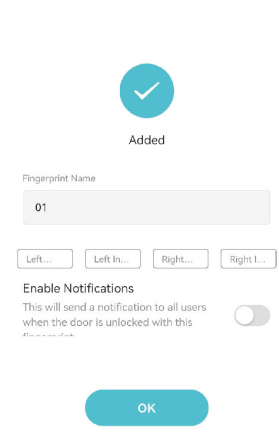 Added
Fingerprint Name
01
Left... Left In... Right... Right I...
Enable Notifications
This will send a notification to all users
when the door is unlocked with this
fingerprint
OK